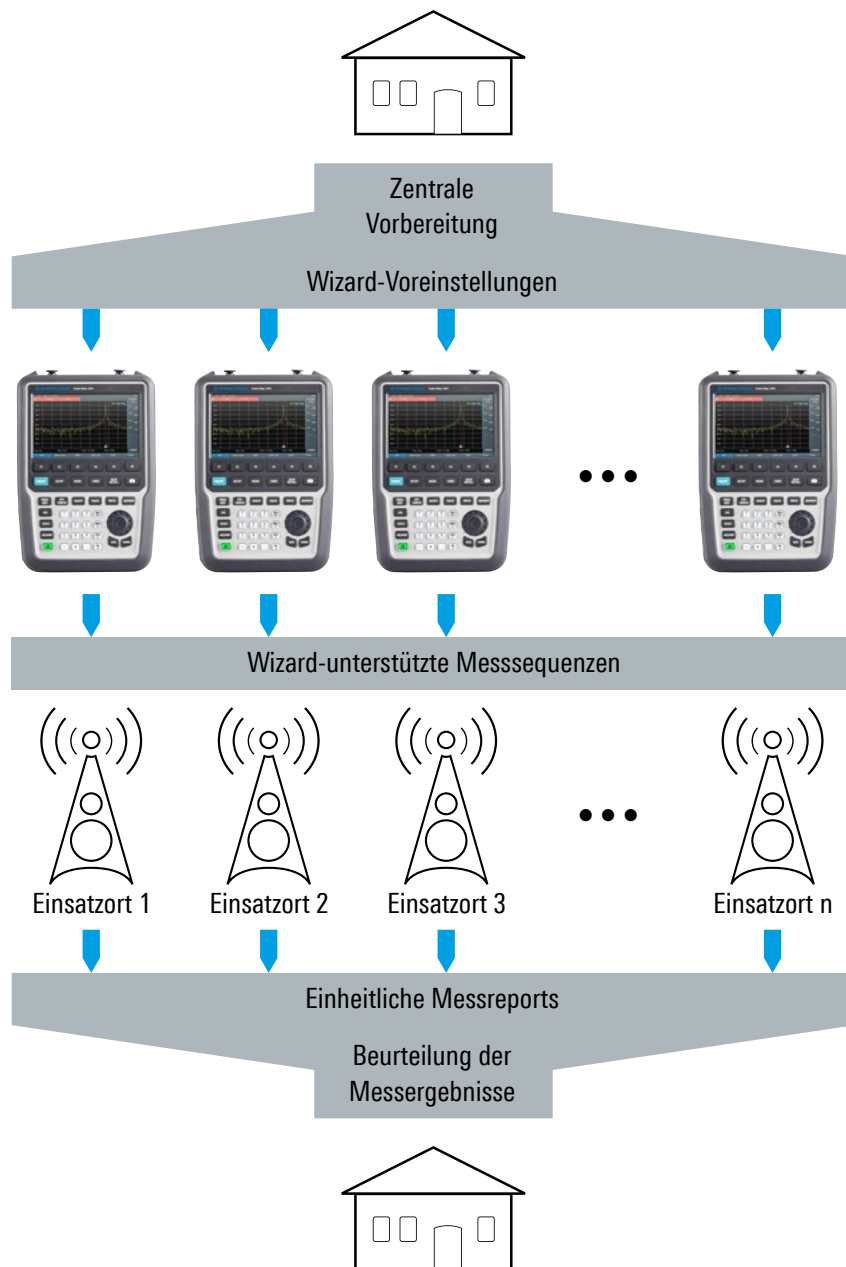 Zentrale
Vorbereitung
Wizard-Voreinstellungen
Wizard-unterstützte Messsequenzen
Einsatzort 1
Einsatzort 2
Einsatzort 3
Einsatzort n
Einheitliche Messreports
Beurteilung der
Messergebnisse